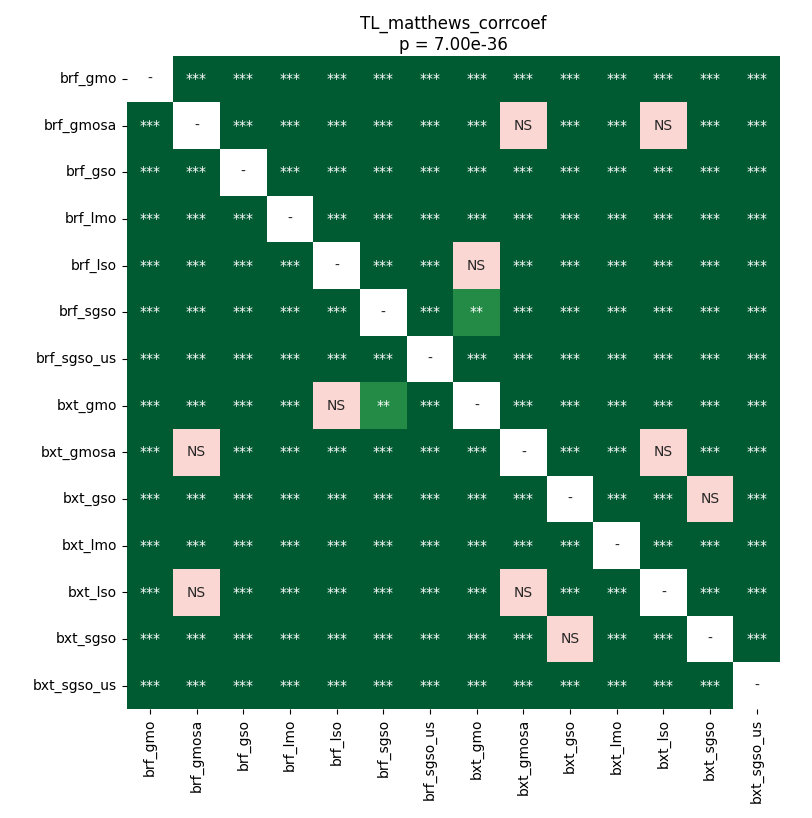 TL_matthews_corrcoef
p = 7.00e-36
brf_gmo - *** *** *** *** *** *** *** *** *** *** *** *** ***
brf_gmosa *** - *** *** *** *** *** *** NS *** *** NS *** ***
brf_gso *** *** - *** *** *** *** *** *** *** *** *** *** ***
brf_lmo *** *** *** - *** *** *** *** *** *** *** *** *** ***
brf_lso *** *** *** *** - *** *** NS *** *** *** *** *** ***
brf_sgso *** *** *** *** *** - *** ** *** *** *** *** *** ***
brf_sgso_us *** *** *** *** *** *** - *** *** *** *** *** *** ***
bxt_gmo *** *** *** *** NS ** *** - *** *** *** *** *** ***
bxt_gmosa *** NS *** *** *** *** *** *** - *** *** NS *** ***
bxt_gso *** *** *** *** *** *** *** *** *** - *** *** NS ***
bxt_lmo *** *** *** *** *** *** *** *** *** *** - *** *** ***
bxt_lso *** NS *** *** *** *** *** *** NS *** *** - *** ***
bxt_sgso *** *** *** *** *** *** *** *** *** NS *** *** - ***
bxt_sgso_us *** *** *** *** *** *** *** *** *** *** *** *** *** -
brf_gmo brf_gmosa brf_gso brf_lmo brf_lso brf_sgso brf_sgso_us bxt_gmo bxt_gmosa bxt_gso bxt_lmo bxt_lso bxt_sgso bxt_sgso_us